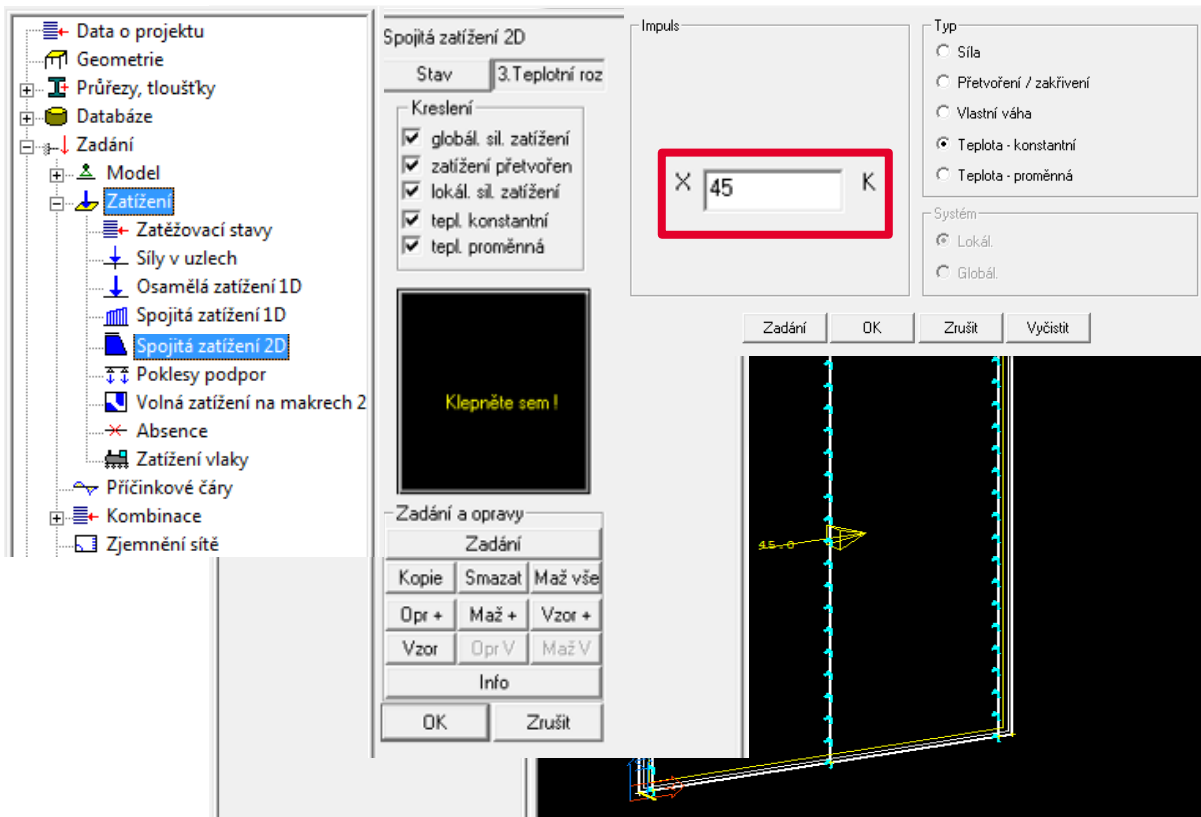 Data o projektu
Geometrie
Průřezy, tloušťky
Databáze
Zadání
Model
Zatížení
Zatěžovací stavy
Síly v uzlech
Osamělá zatížení 1D
Spojitá zatížení 1D
Spojitá zatížení 2D
Poklesy podpor
Volná zatížení na makrech 2
Absence
Zatížení vlaky
Příčinkové čáry
Kombinace
Zjemnění sítě
Spojitá zatížení 2D
Stav 3.Teplotní roz
Kreslení
globál. sil. zatížení
zatížení přetvořen
lokál. sil. zatížení
tepl. konstantní
tepl. proměnná
Klepněte sem !
Zadání a opravy
Zadání
Kopie Smazat Maž vše
Opr + Maž + Vzor +
Vzor Opr V Maž V
Info
OK Zrušit
Impuls
X 45 K
Typ
Síla
Přetvoření / zakřivení
Vlastní váha
Teplota - konstantní
Teplota - proměnná
Systém
Lokál.
Globál.
Zadání OK Zrušit Vyčistit
45.0